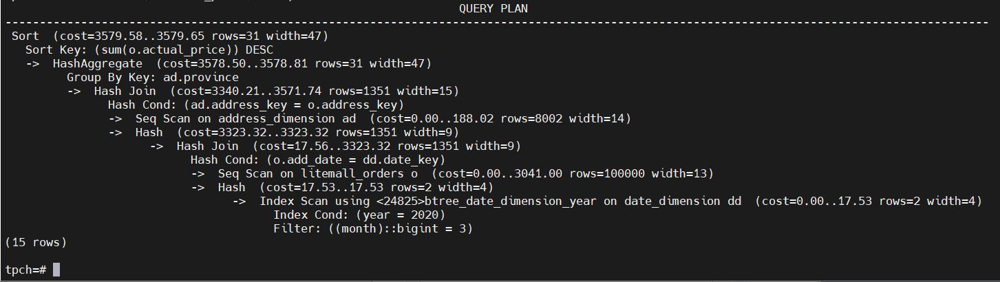 QUERY PLAN
----------------------------------------------------------------------------------------------------------------------------------------------
Sort  (cost=3579.58..3579.65 rows=31 width=47)
  Sort Key: (sum(o.actual_price)) DESC
  ->  HashAggregate  (cost=3578.50..3578.81 rows=31 width=47)
        Group By Key: ad.province
        ->  Hash Join  (cost=3340.21..3571.74 rows=1351 width=15)
              Hash Cond: (ad.address_key = o.address_key)
              ->  Seq Scan on address_dimension ad  (cost=0.00..188.02 rows=8002 width=14)
              ->  Hash  (cost=3323.32..3323.32 rows=1351 width=9)
                    ->  Hash Join  (cost=17.56..3323.32 rows=1351 width=9)
                          Hash Cond: (o.add_date = dd.date_key)
                          ->  Seq Scan on litemall_orders o  (cost=0.00..3041.00 rows=100000 width=13)
                          ->  Hash  (cost=17.53..17.53 rows=2 width=4)
                                ->  Index Scan using <24825>btree_date_dimension_year on date_dimension dd  (cost=0.00..17.53 rows=2 width=4)
                                      Index Cond: (year = 2020)
                                      Filter: ((month)::bigint = 3)
(15 rows)
tpch=#